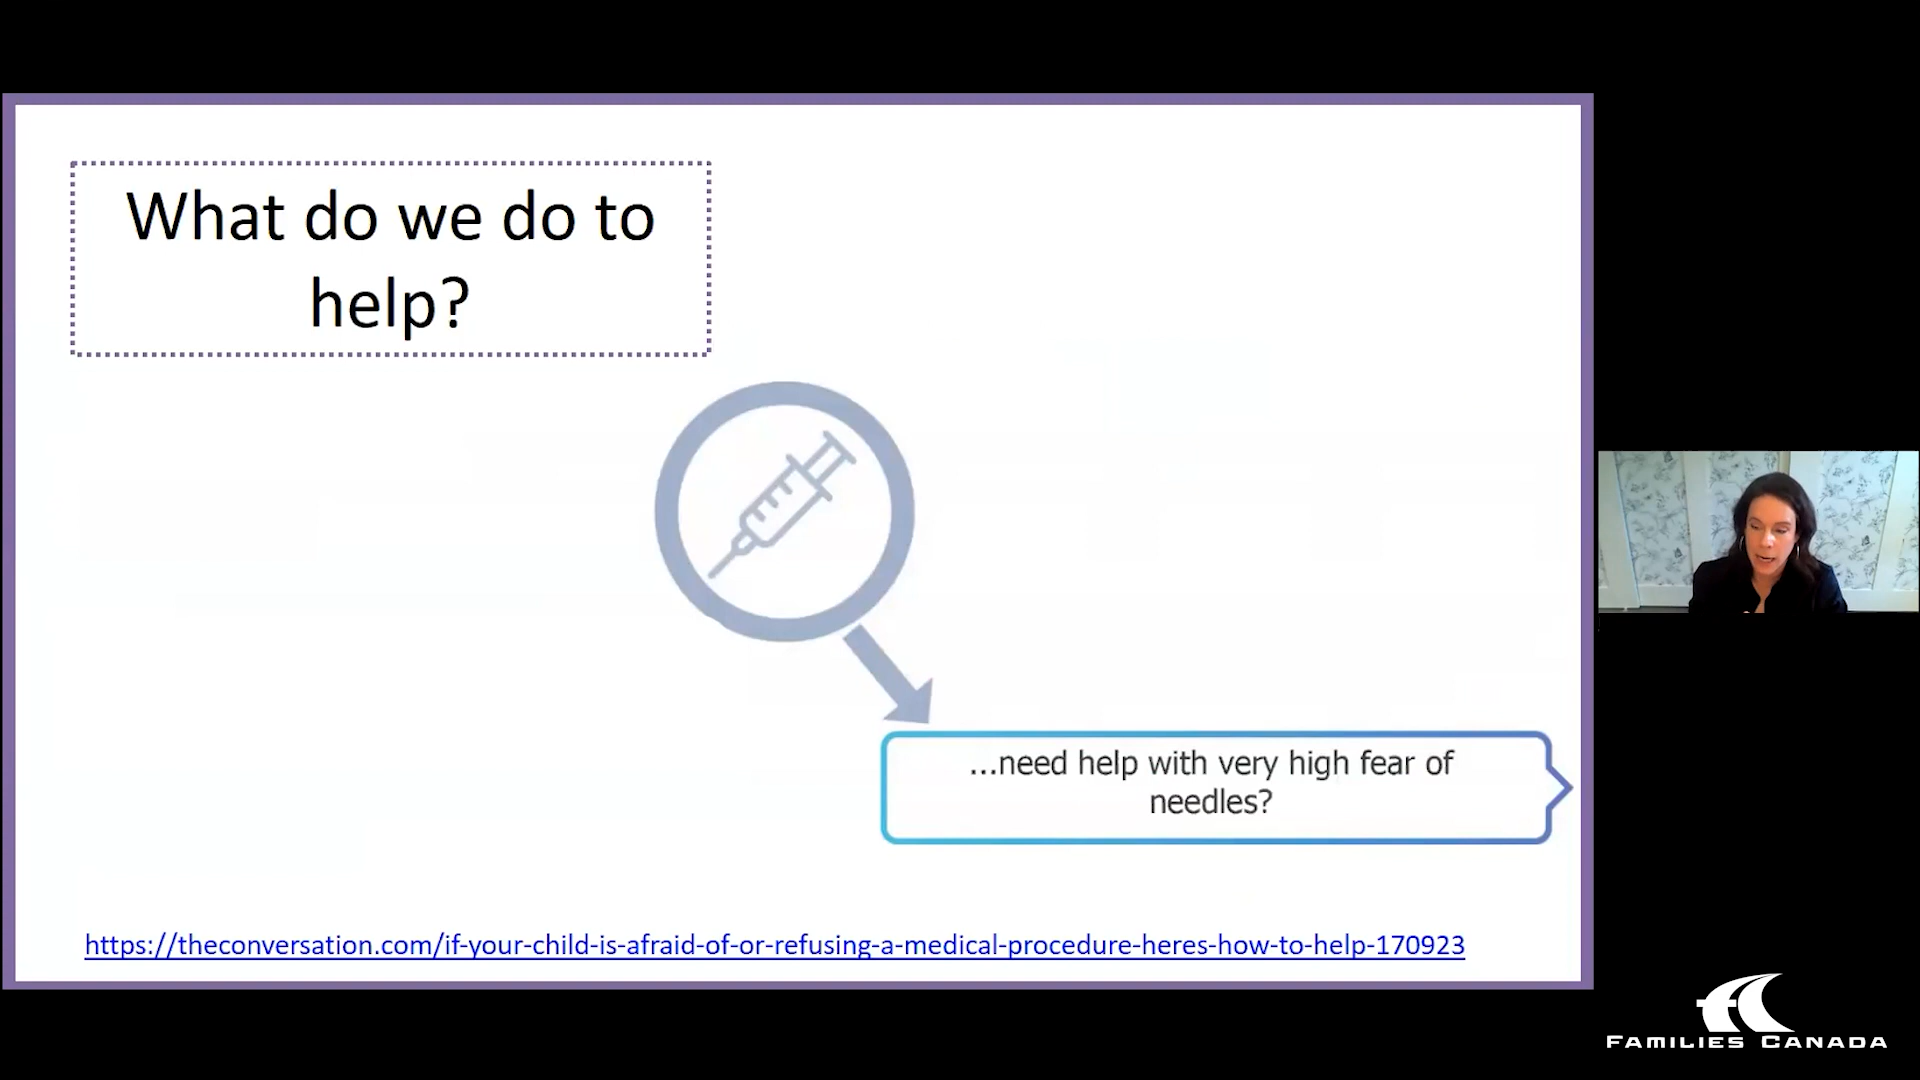 What do we do to
help?
...need help with very high fear of
needles?
https://theconversation.com/if-your-child-is-afraid-of-or-refusing-a-medical-procedure-heres-how-to-help-170923
FAMILIES CANADA